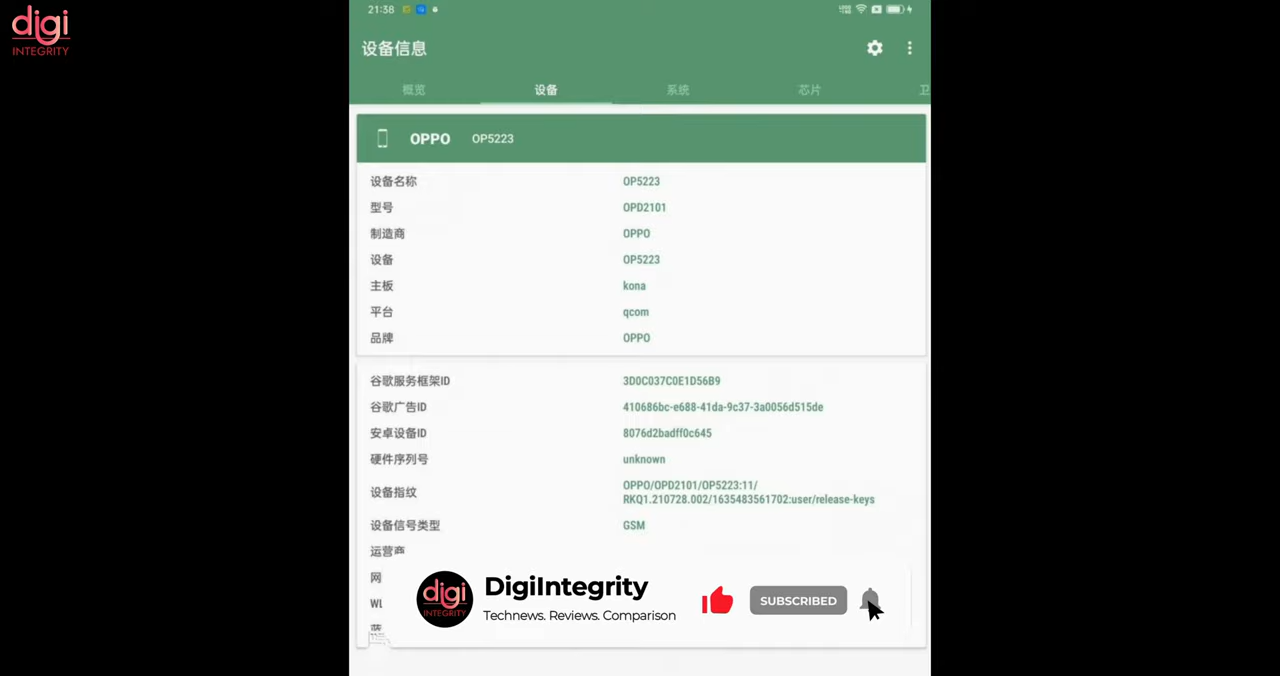 digi
INTEGRITY
21:38
设备信息
概览 设备 系统 芯片 卫
OPPO OP5223
设备名称 OP5223
型号 OPD2101
制造商 OPPO
设备 OP5223
主板 kona
平台 qcom
品牌 OPPO
谷歌服务框架ID 3D0C037C0E1D56B9
谷歌广告ID 410686bc-e688-41da-9c37-3a0056d515de
安卓设备ID 8076d2badff0c645
硬件序列号 unknown
设备指纹 OPPO/OPD2101/OP5223:11/
RKQ1.210728.002/1635483561702:user/release-keys
设备信号类型 GSM
运营商
网
WL
蓝
digi
INTEGRITY
DigiIntegrity
Technews. Reviews. Comparison
SUBSCRIBED